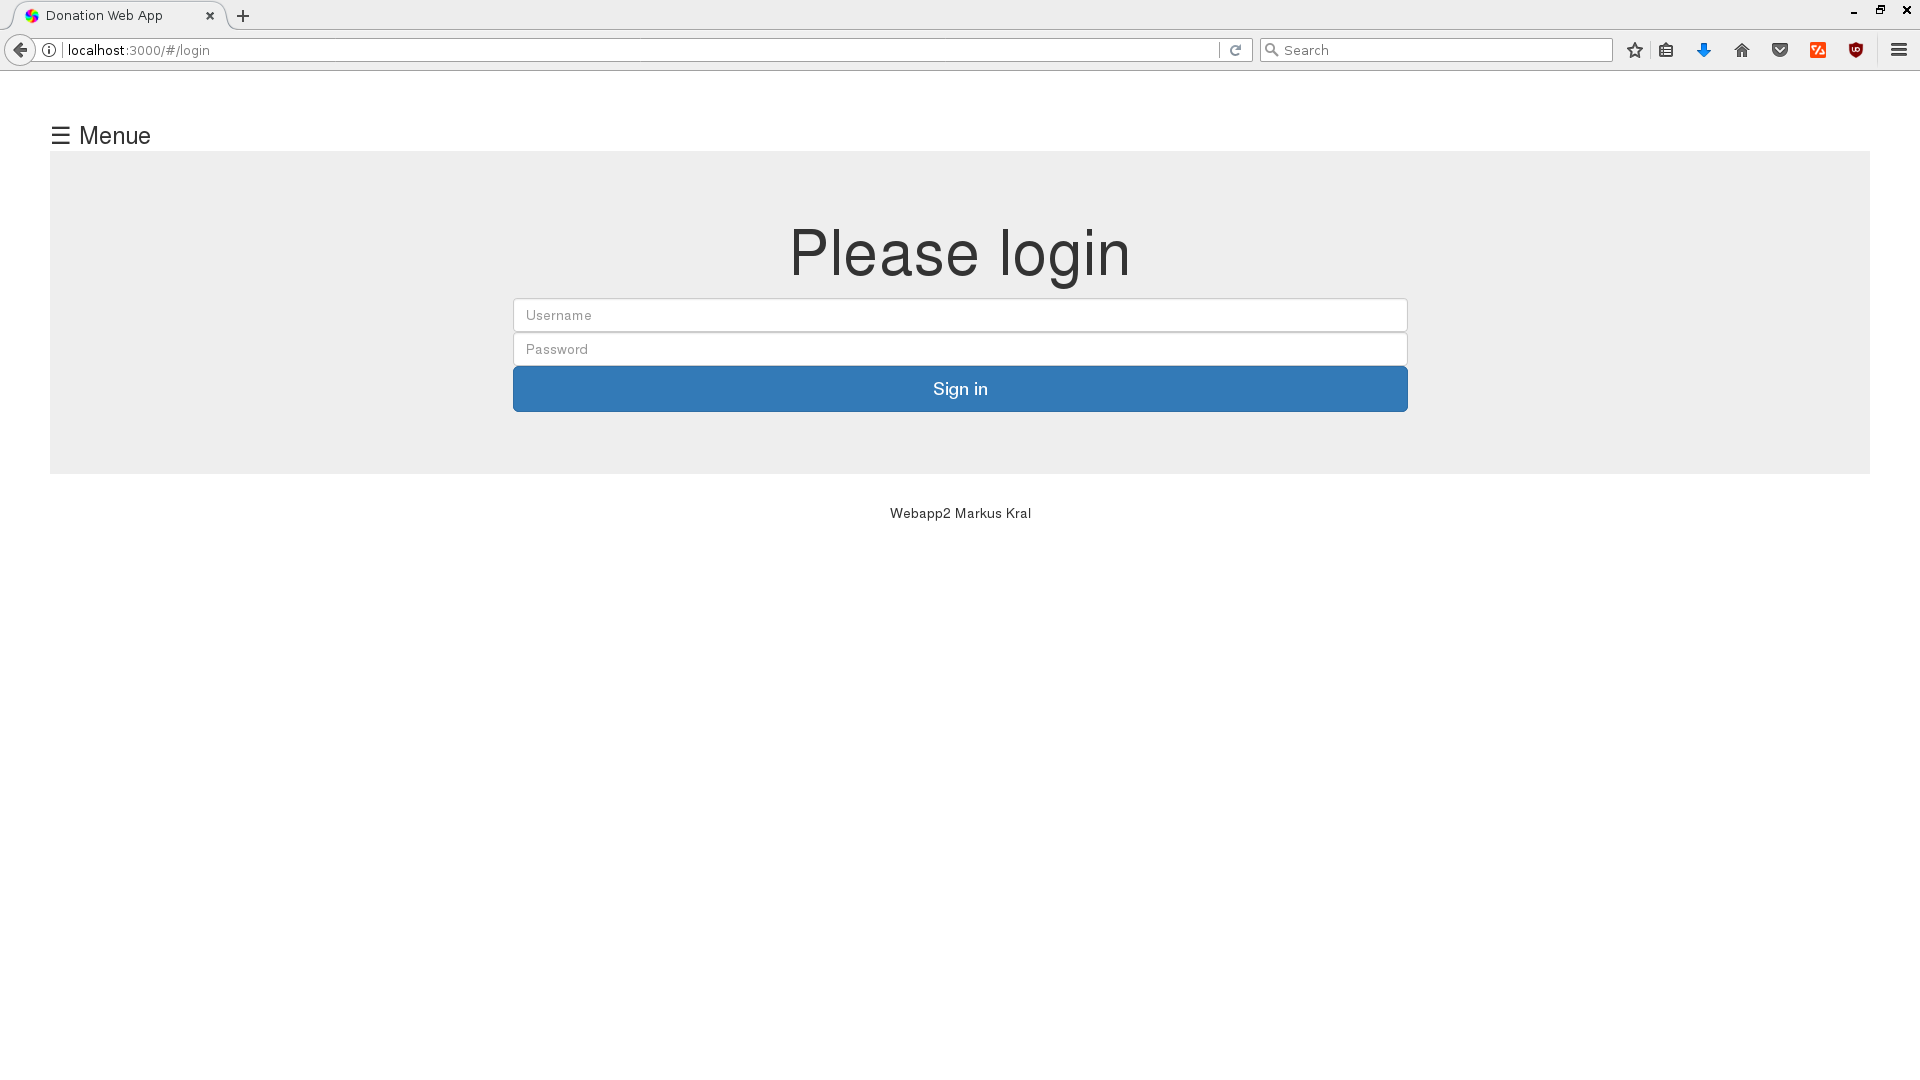 Donation Web App
localhost:3000/#/login
Search
☰ Menue
Please login
Username
Password
Sign in
Webapp2 Markus Kral